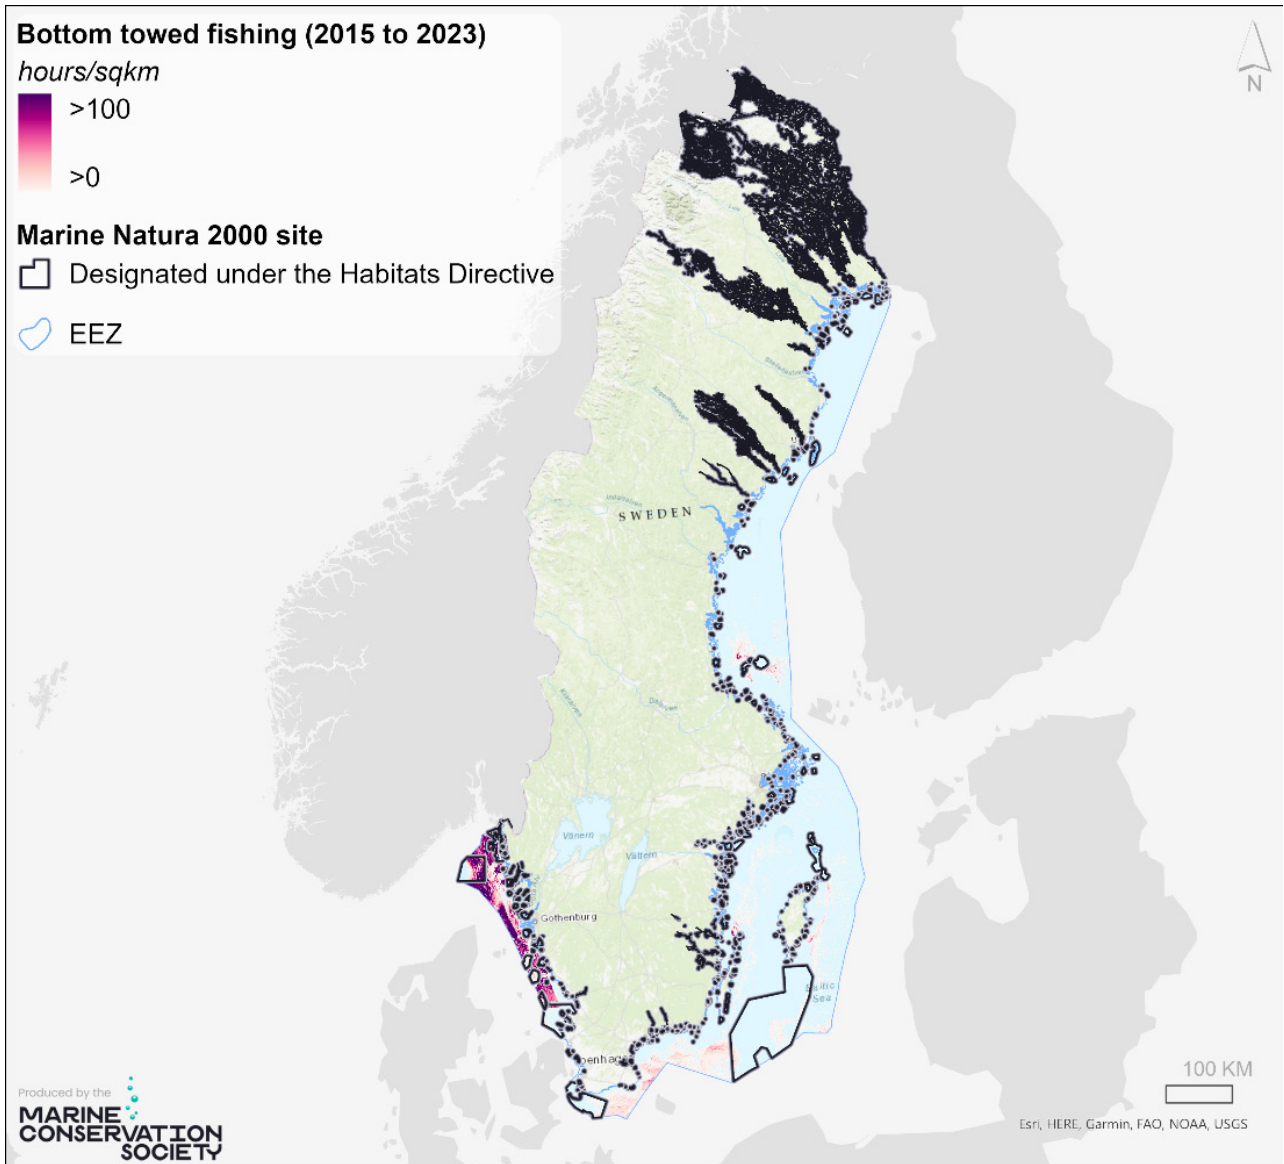 Bottom towed fishing (2015 to 2023)
hours/sqkm
>100
>0
Marine Natura 2000 site
Designated under the Habitats Directive
EEZ
N
SWEDEN
Vänern
Vättern
Gothenburg
Baltic
Sea
penhag
100 KM
Esri, HERE, Garmin, FAO, NOAA, USGS
Produced by the
MARINE
CONSERVATION
SOCIETY